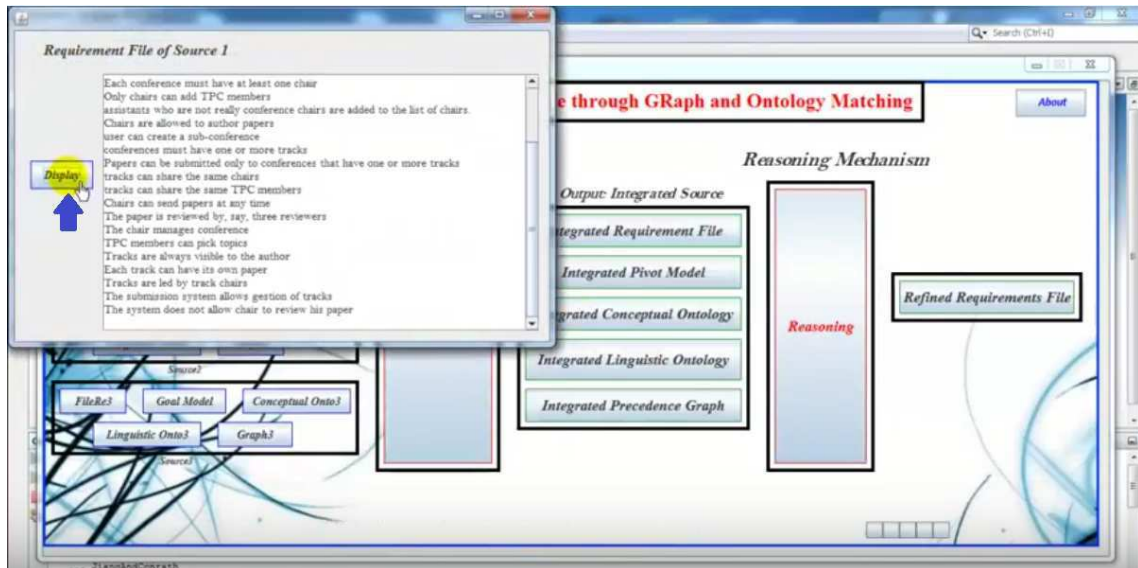 Requirement File of Source 1
Display
Each conference must have at least one chair
Only chairs can add TPC members
assistants who are not really conference chairs are added to the list of chairs.
Chairs are allowed to author papers
user can create a sub-conference
conferences must have one or more tracks
Papers can be submitted only to conferences that have one or more tracks
tracks can share the same chairs
tracks can share the same TPC members
Chairs can send papers at any time
The paper is reviewed by, say, three reviewers
The chair manages conference
TPC members can pick topics
Tracks are always visible to the author
Each track can have its own paper
Tracks are led by track chairs
The submission system allows gestion of tracks
The system does not allow chair to review his paper
Search (Ctrl+I)
e through GRaph and Ontology Matching
About
Reasoning Mechanism
Output: Integrated Source
tegrated Requirement File
Integrated Pivot Model
egrated Conceptual Ontology
Integrated Linguistic Ontology
Integrated Precedence Graph
Reasoning
Refined Requirements File
Source2
FileRe3
Goal Model
Conceptual Onto3
Linguistic Onto3
Graph3
Source3
JiangAndConrath